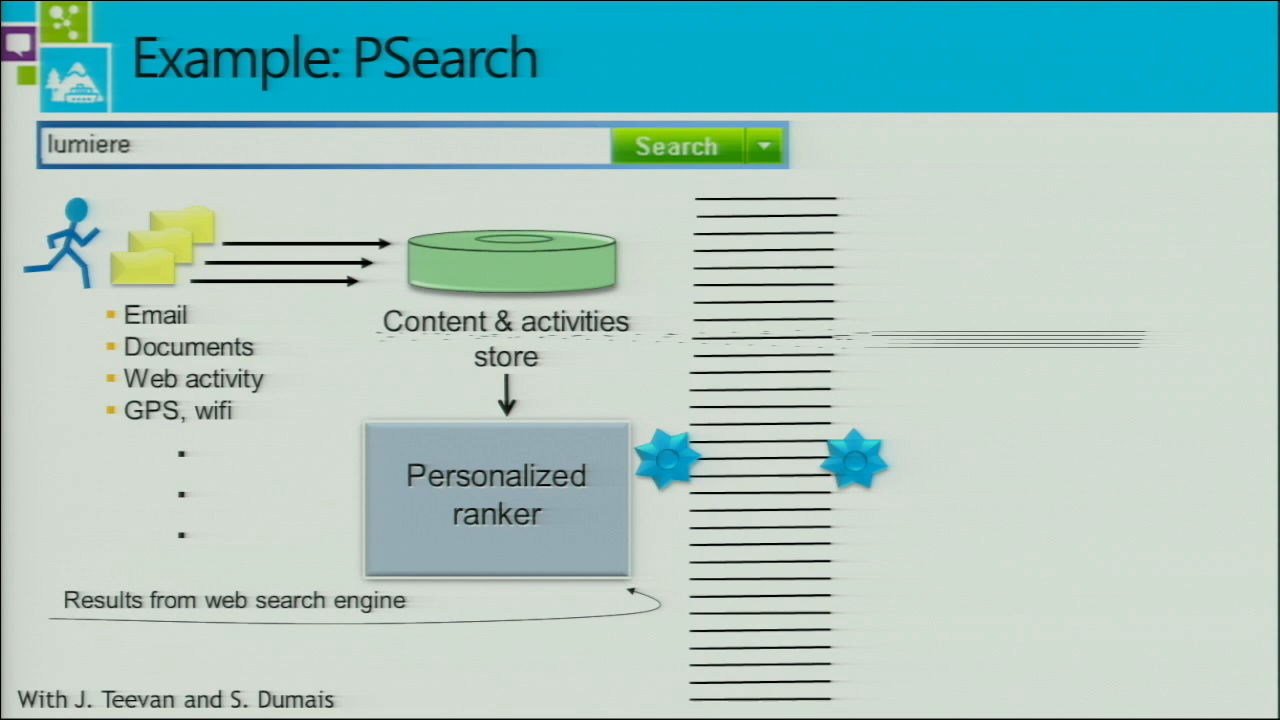 Example: PSearch
lumiere
Search
Email
Documents
Web activity
GPS, wifi
Content & activities
store
Personalized
ranker
Results from web search engine
With J. Teevan and S. Dumais